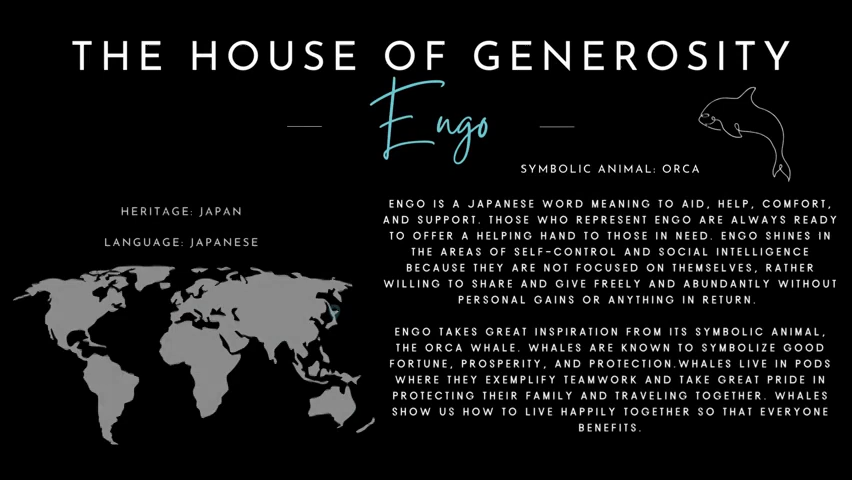 THE HOUSE OF GENEROSITY
Engo
SYMBOLIC ANIMAL: ORCA
HERITAGE: JAPAN
LANGUAGE: JAPANESE
ENGO IS A JAPANESE WORD MEANING TO AID, HELP, COMFORT,
AND SUPPORT. THOSE WHO REPRESENT ENGO ARE ALWAYS READY
TO OFFER A HELPING HAND TO THOSE IN NEED. ENGO SHINES IN
THE AREAS OF SELF-CONTROL AND SOCIAL INTELLIGENCE
BECAUSE THEY ARE NOT FOCUSED ON THEMSELVES, RATHER
WILLING TO SHARE AND GIVE FREELY AND ABUNDANTLY WITHOUT
PERSONAL GAINS OR ANYTHING IN RETURN.
ENGO TAKES GREAT INSPIRATION FROM ITS SYMBOLIC ANIMAL,
THE ORCA WHALE. WHALES ARE KNOWN TO SYMBOLIZE GOOD
FORTUNE, PROSPERITY, AND PROTECTION.WHALES LIVE IN PODS
WHERE THEY EXEMPLIFY TEAMWORK AND TAKE GREAT PRIDE IN
PROTECTING THEIR FAMILY AND TRAVELING TOGETHER. WHALES
SHOW US HOW TO LIVE HAPPILY TOGETHER SO THAT EVERYONE
BENEFITS.